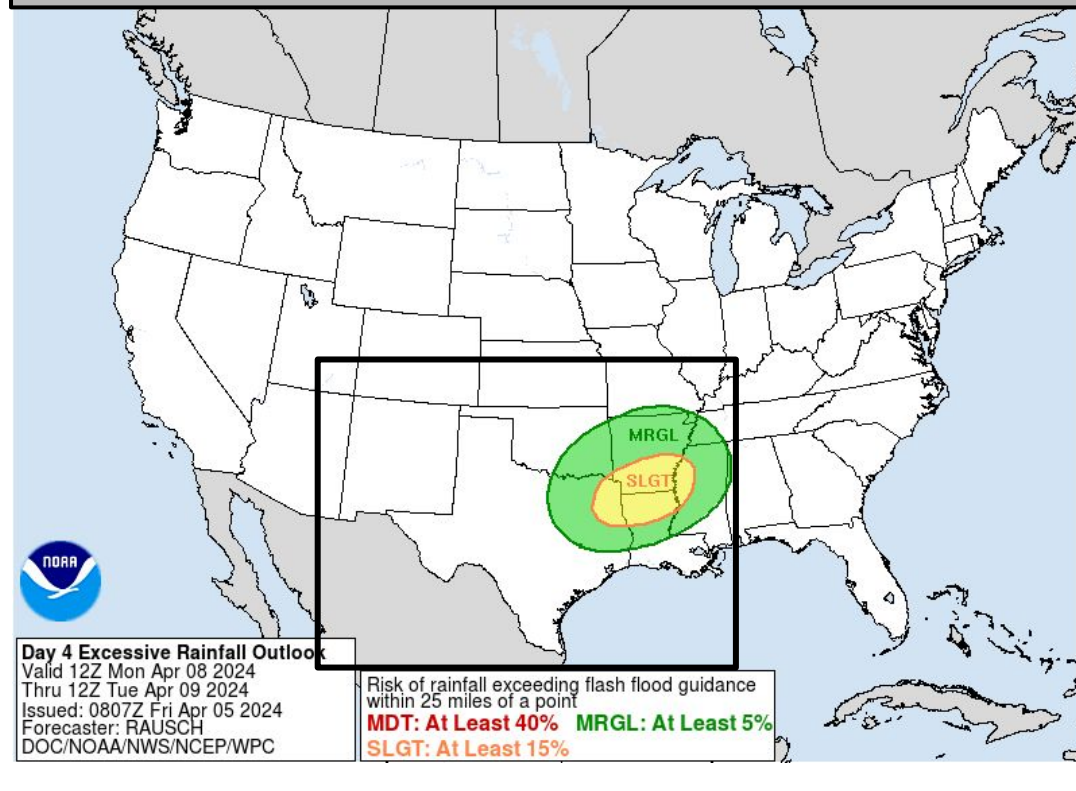 MRGL
SLGT
NOAA
Day 4 Excessive Rainfall Outlook
Valid 12Z Mon Apr 08 2024
Thru 12Z Tue Apr 09 2024
Issued: 0807Z Fri Apr 05 2024
Forecaster: RAUSCH
DOC/NOAA/NWS/NCEP/WPC
Risk of rainfall exceeding flash flood guidance
within 25 miles of a point
MDT: At Least 40% MRGL: At Least 5%
SLGT: At Least 15%